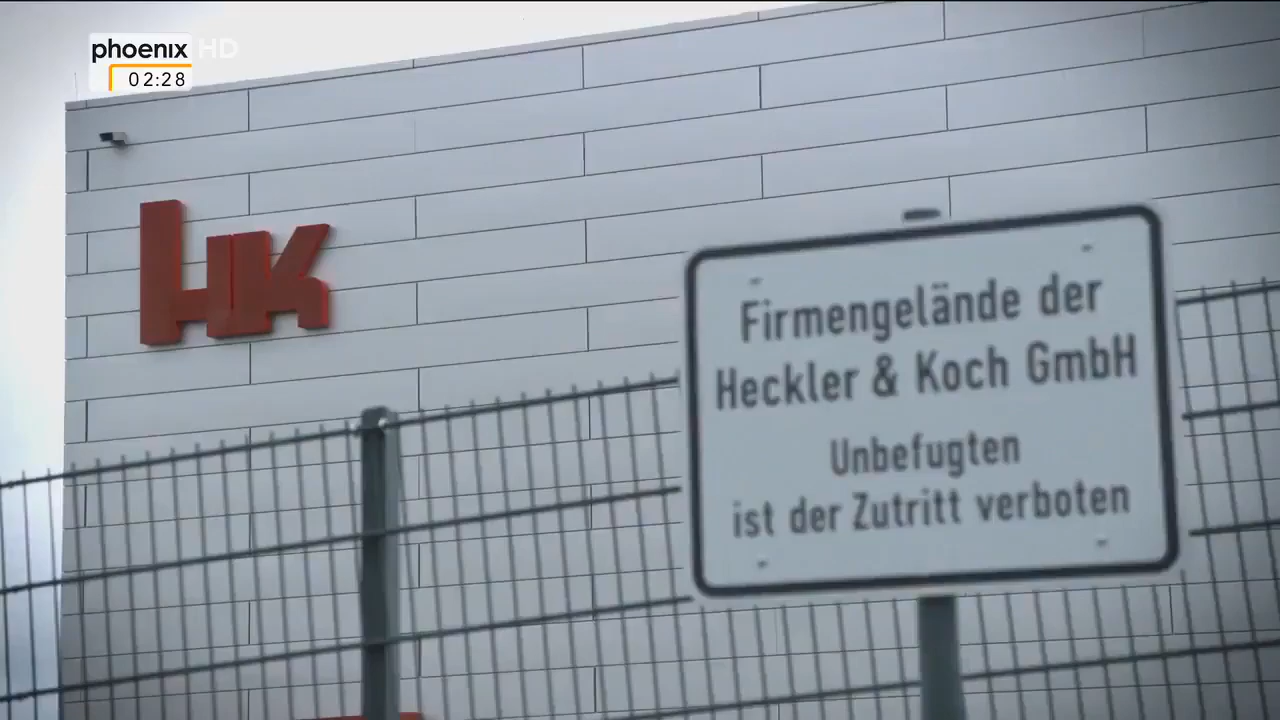 phoenix HD
02:28
hk
Firmengelände der
Heckler & Koch GmbH
Unbefugten
ist der Zutritt verboten